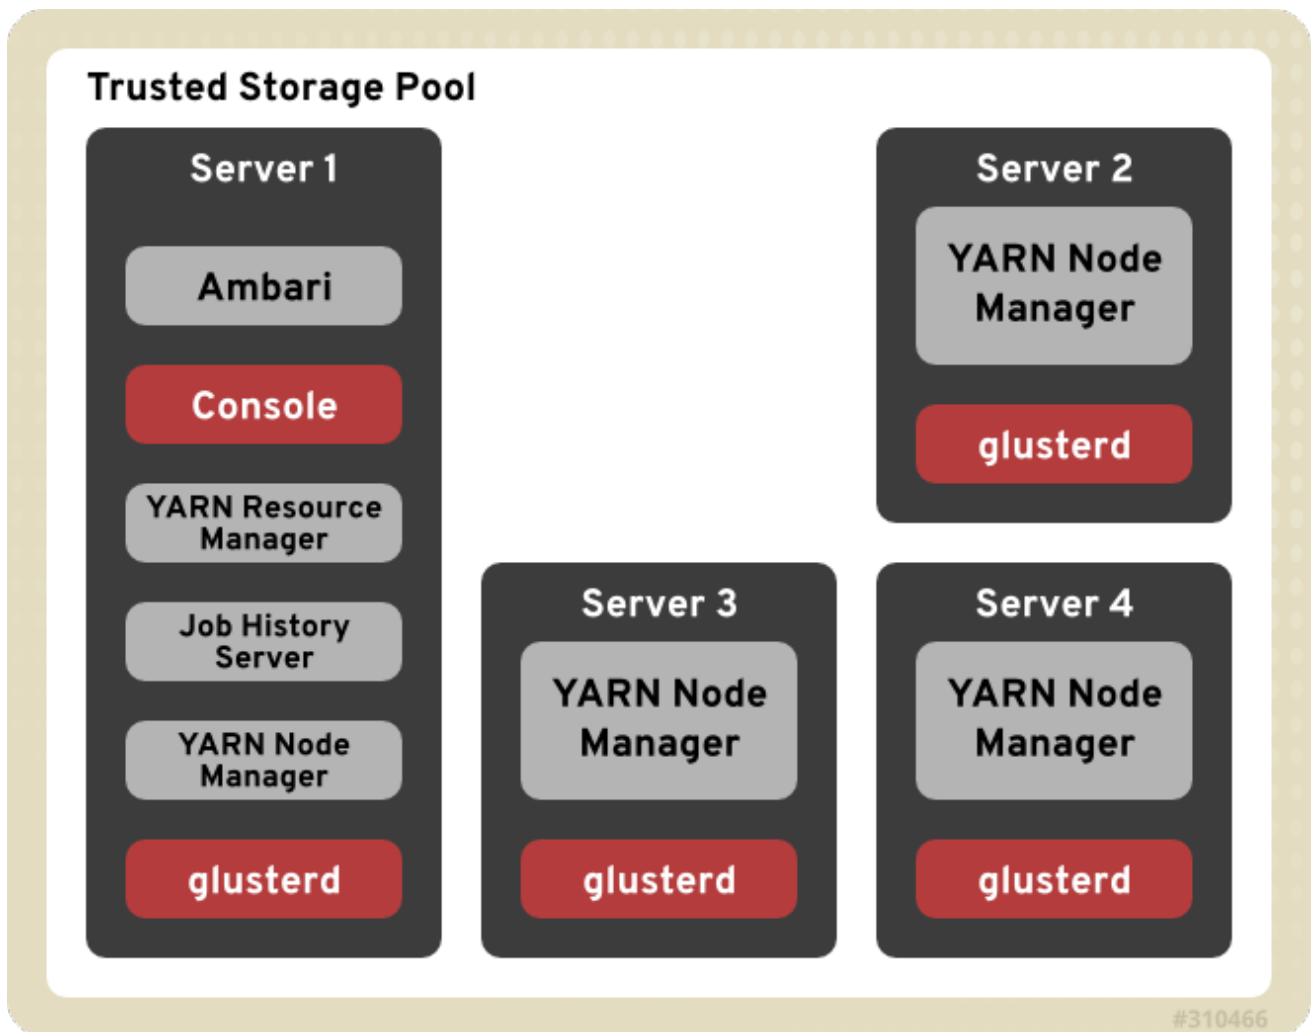 Trusted Storage Pool
Server 1
Ambari
Console
YARN Resource
Manager
Job History
Server
YARN Node
Manager
glusterd
Server 2
YARN Node
Manager
glusterd
Server 3
YARN Node
Manager
glusterd
Server 4
YARN Node
Manager
glusterd
#310466